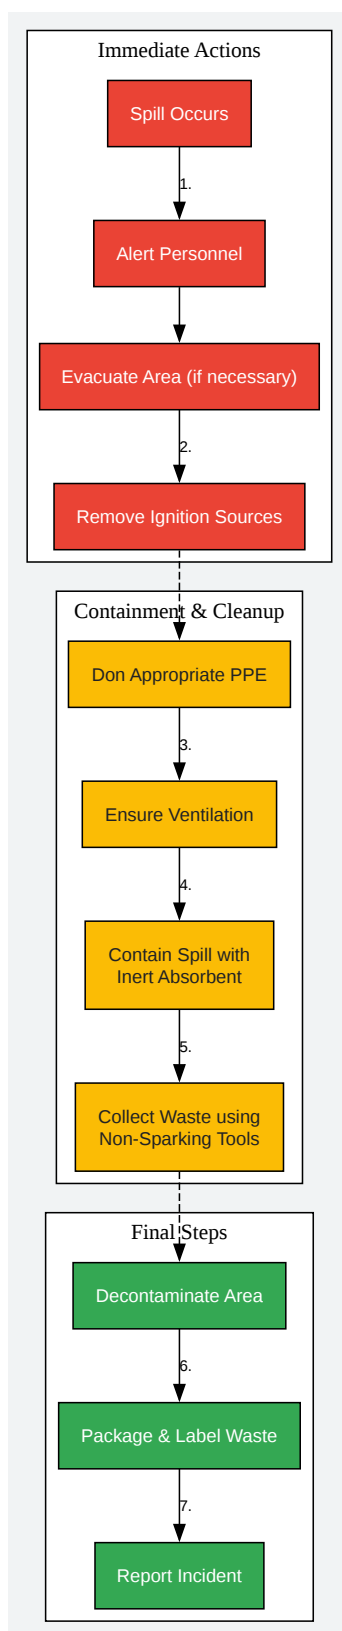 Immediate Actions
Spill Occurs
1.
Alert Personnel
Evacuate Area (if necessary)
2.
Remove Ignition Sources
Containment & Cleanup
Don Appropriate PPE
3.
Ensure Ventilation
4.
Contain Spill with
Inert Absorbent
5.
Collect Waste using
Non-Sparking Tools
Final Steps
Decontaminate Area
6.
Package & Label Waste
7.
Report Incident